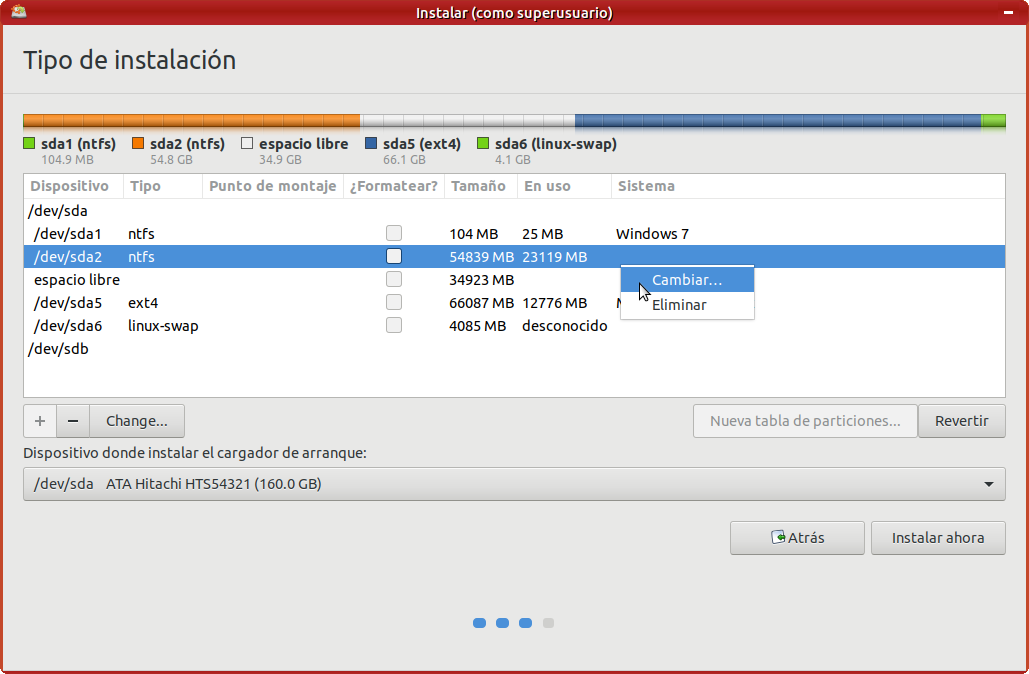 Instalar (como superusuario)
Tipo de instalación
sda1 (ntfs) sda2 (ntfs) espacio libre sda5 (ext4) sda6 (linux-swap)
104.9 MB 54.8 GB 34.9 GB 66.1 GB 4.1 GB
Dispositivo Tipo Punto de montaje ¿Formatear? Tamaño En uso Sistema
/dev/sda
/dev/sda1 ntfs 104 MB 25 MB Windows 7
/dev/sda2 ntfs 54839 MB 23119 MB
espacio libre 34923 MB Cambiar...
/dev/sda5 ext4 66087 MB 12776 MB Eliminar
/dev/sda6 linux-swap 4085 MB desconocido
/dev/sdb
+ − Change... Nueva tabla de particiones... Revertir
Dispositivo donde instalar el cargador de arranque:
/dev/sda ATA Hitachi HTS54321 (160.0 GB)
Atrás Instalar ahora